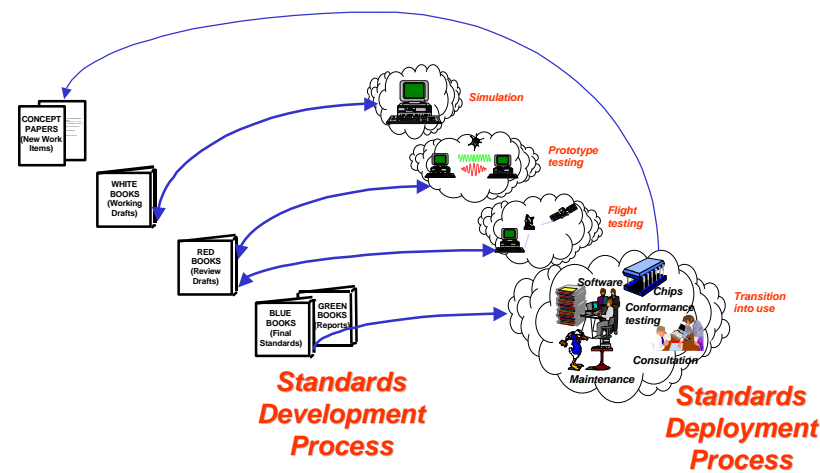 CONCEPT
PAPERS
(New Work
Items)
WHITE
BOOKS
(Working
Drafts)
RED
BOOKS
(Review
Drafts)
BLUE
BOOKS
(Final
Standards)
GREEN
BOOKS
(Reports)
Simulation
Prototype
testing
Flight
testing
Software
Chips
Conformance
testing
Consultation
Maintenance
Transition
into use
Standards
Development
Process
Standards
Deployment
Process